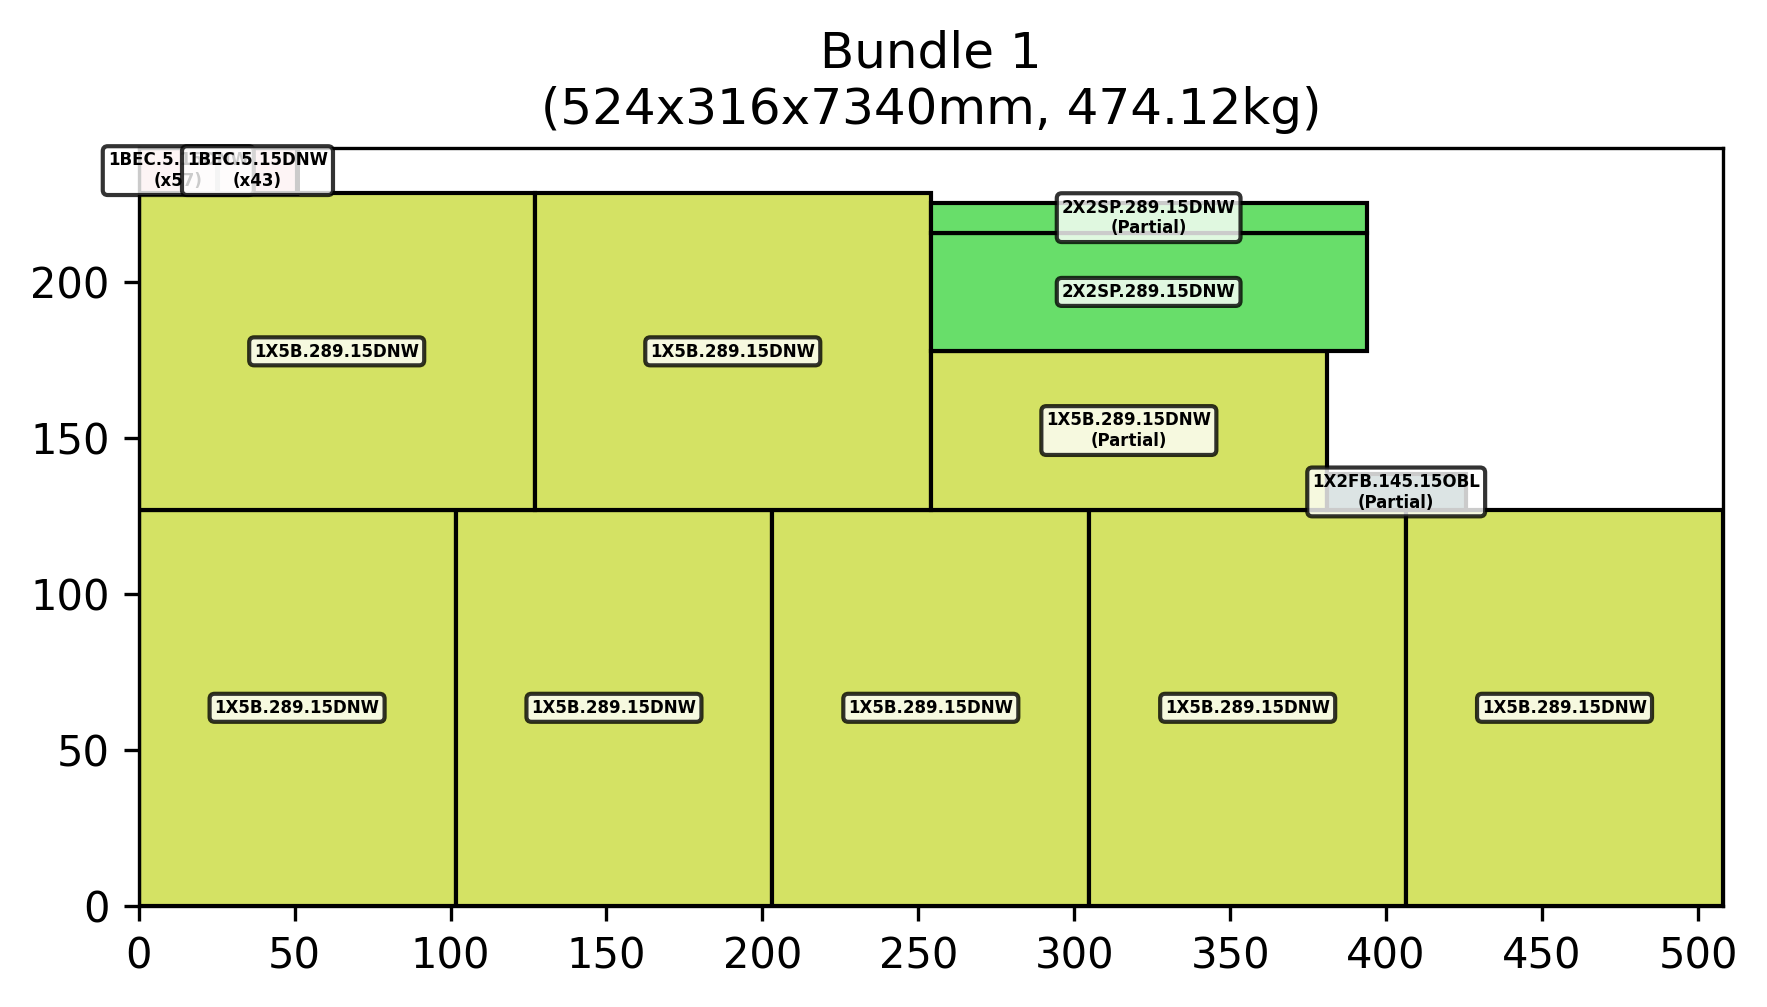 Bundle 1
(524x316x7340mm, 474.12kg)
1BEC.5.
(x57)
1BEC.5.15DNW
(x43)
2X2SP.289.15DNW
(Partial)
2X2SP.289.15DNW
1X5B.289.15DNW
1X5B.289.15DNW
1X5B.289.15DNW
(Partial)
1X2FB.145.15OBL
(Partial)
1X5B.289.15DNW
1X5B.289.15DNW
1X5B.289.15DNW
1X5B.289.15DNW
1X5B.289.15DNW
200
150
100
50
0
0 50 100 150 200 250 300 350 400 450 500